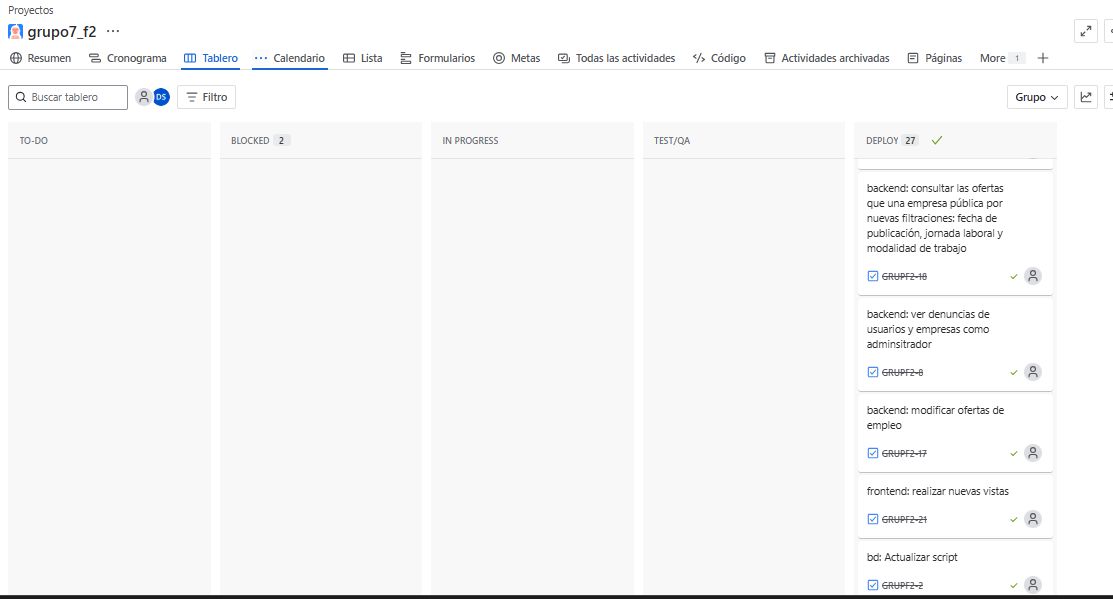 Proyectos
grupo7_f2
Resumen Cronograma Tablero Calendario Lista Formularios Metas Todas las actividades Código Actividades archivadas Páginas More 1
Buscar tablero DS Filtro Grupo
TO-DO BLOCKED 2 IN PROGRESS TEST/QA DEPLOY 27
backend: consultar las ofertas
que una empresa pública por
nuevas filtraciones: fecha de
publicación, jornada laboral y
modalidad de trabajo
GRUPF2-18
backend: ver denuncias de
usuarios y empresas como
adminsitrador
GRUPF2-8
backend: modificar ofertas de
empleo
GRUPF2-17
frontend: realizar nuevas vistas
GRUPF2-21
bd: Actualizar script
GRUPF2-2